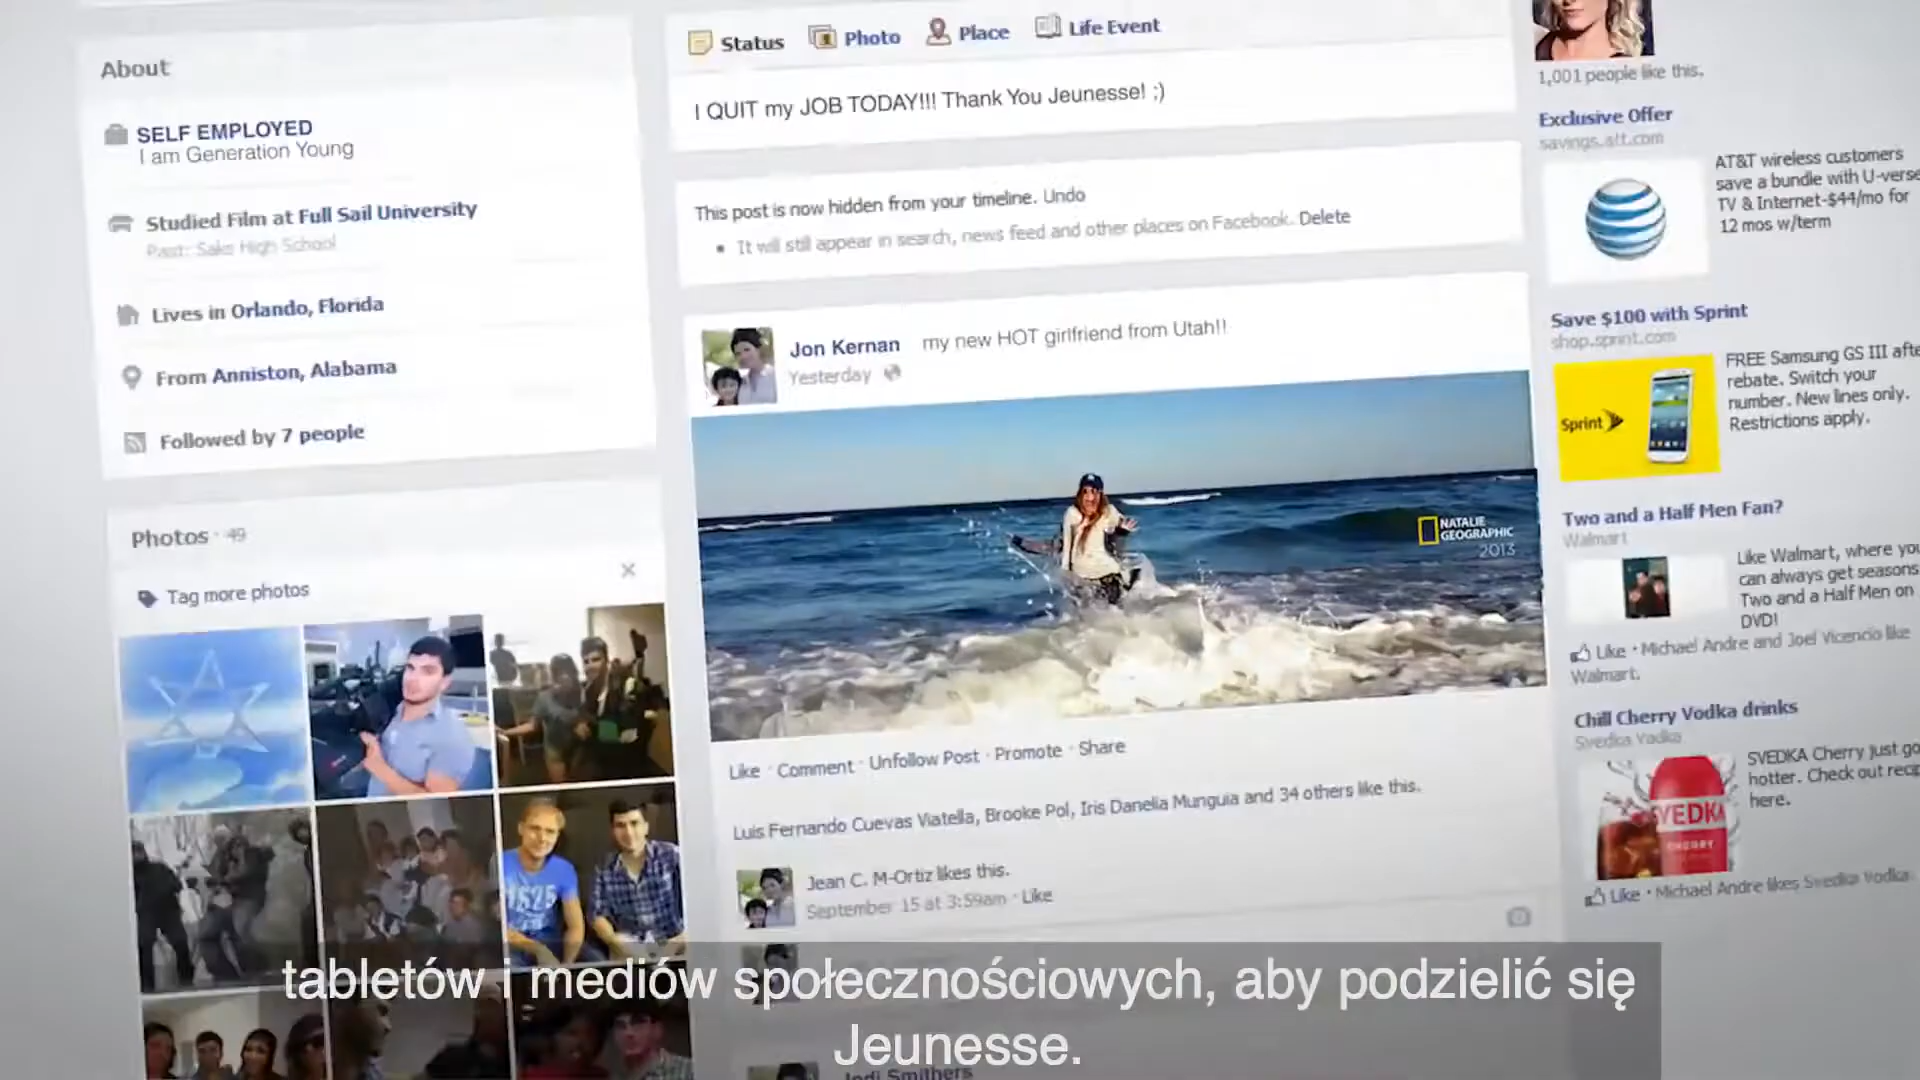 About
SELF EMPLOYED
I am Generation Young
Studied Film at Full Sail University
Past: Saks High School
Lives in Orlando, Florida
From Anniston, Alabama
Followed by 7 people
Photos · 49
Tag more photos
1525
Status Photo Place Life Event
I QUIT my JOB TODAY!!! Thank You Jeunesse! ;)
This post is now hidden from your timeline. Undo
• It will still appear in search, news feed and other places on Facebook. Delete
Jon Kernan my new HOT girlfriend from Utah!!
Yesterday
NATALIE
GEOGRAPHIC
2013
Like · Comment · Unfollow Post · Promote · Share
Luis Fernando Cuevas Viatella, Brooke Pol, Iris Danelia Munguia and 34 others like this.
Jean C. M-Ortiz likes this.
September 15 at 3:59am · Like
Jodi Smithers
1,001 people like this.
Exclusive Offer
savings.att.com
AT&T wireless customers
save a bundle with U-verse
TV & Internet-$44/mo for
12 mos w/term
Save $100 with Sprint
shop.sprint.com
Sprint
FREE Samsung GS III afte
rebate. Switch your
number. New lines only.
Restrictions apply.
Two and a Half Men Fan?
Walmart
Like Walmart, where you
can always get seasons
Two and a Half Men on
DVD!
Like · Michael Andre and Joel Vicencio like
Walmart.
Chill Cherry Vodka drinks
Svedka Vodka
SVEDKA Cherry just go
hotter. Check out recip
here.
SVEDKA
CHERRY
Like · Michael Andre likes Svedka Vodka.
tabletów i mediów społecznościowych, aby podzielić się
Jeunesse.